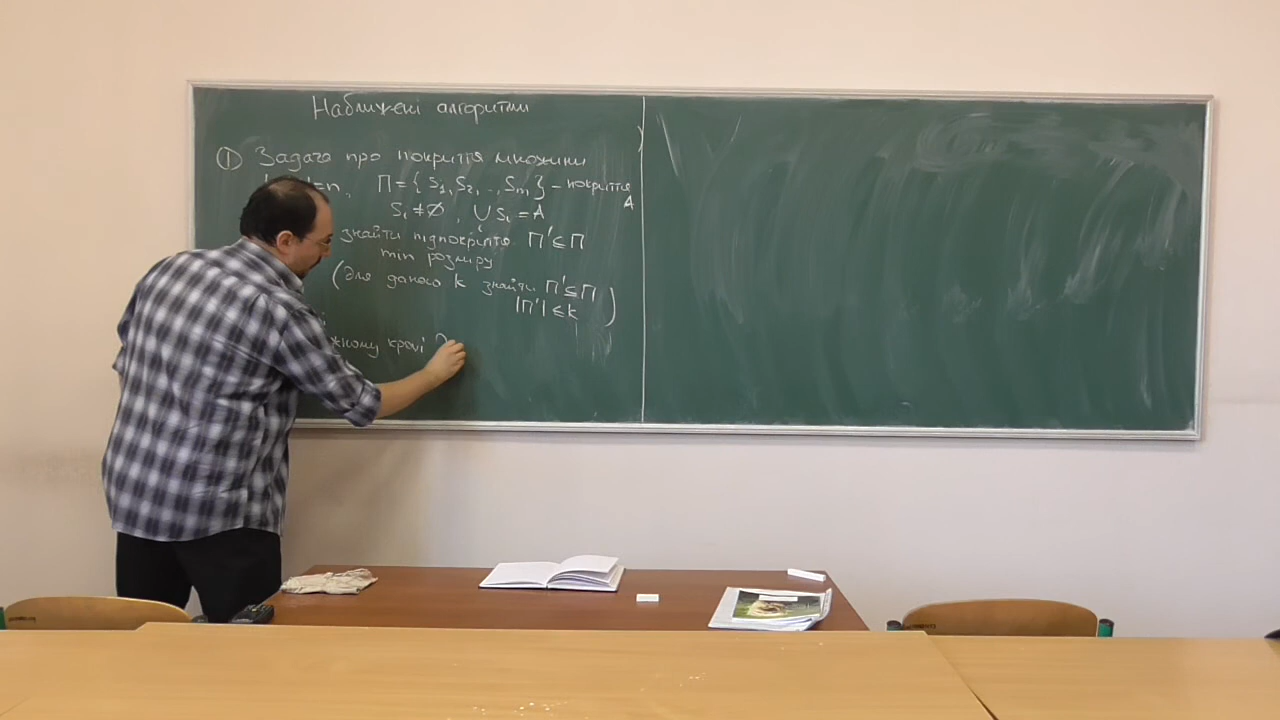 Наближені алгоритми
① Задача про покриття множини
=n, П = { S₁, S₂, .., Sₘ } – покриття A
Sᵢ ≠ ∅, ∪ Sᵢ = A
знайти підпокриття П' ⊆ П
min розміру
(для даного k знайти П' ⊆ П
|П'| ≤ k )
жному кроці